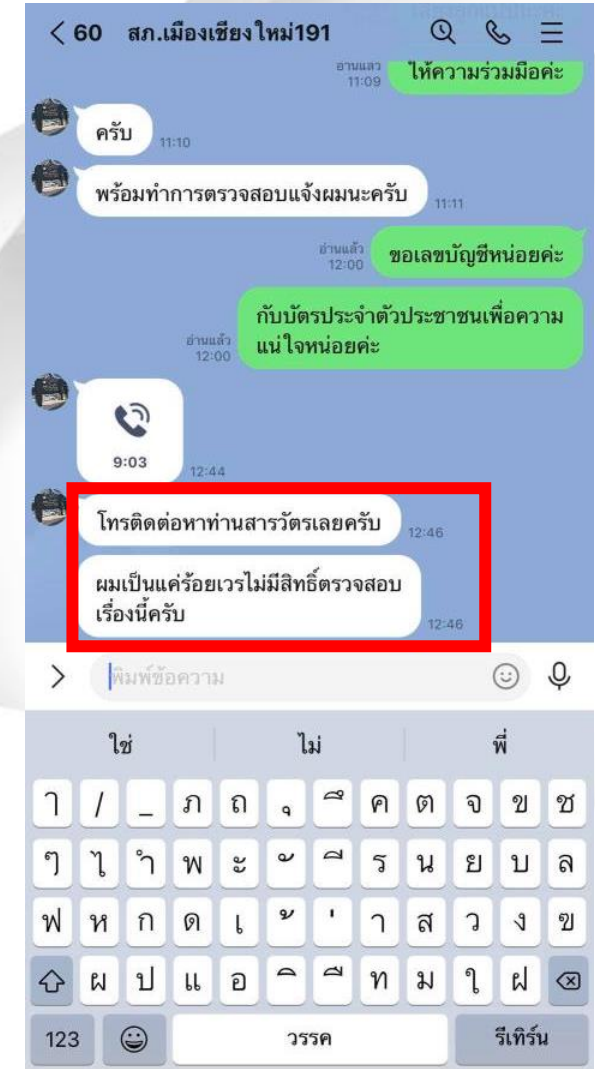 60 สภ.เมืองเชียงใหม่191
ให้ความร่วมมือค่ะ
อ่านแลว
11:09
ครับ
11:10
พร้อมทำการตรวจสอบแจ้งผมนะครับ
11:11
อ่านแล้ว
12:00
ขอเลขบัญชีหน่อยค่ะ
กับบัตรประจำตัวประชาชนเพื่อความ
แน่ใจหน่อยค่ะ
อ่านแล้ว
12:00
9:03
12:44
โทรติดต่อหาท่านสารวัตรเลยครับ
12:46
ผมเป็นแค่ร้อยเวรไม่มีสิทธิ์ตรวจสอบ
เรื่องนี้ครับ
12:46
พิมพ์ข้อความ
ใช่ ไม่ พี่
ๅ / _ ภ ถ ุ ึ ค ต จ ข ช
ๆ ไ ำ พ ะ ั ี ร น ย บ ล
ฟ ห ก ด เ ้ ่ า ส ว ง ฃ
ผ ป แ อ ิ ื ท ม ใ ฝ
123 วรรค รีเทิร์น